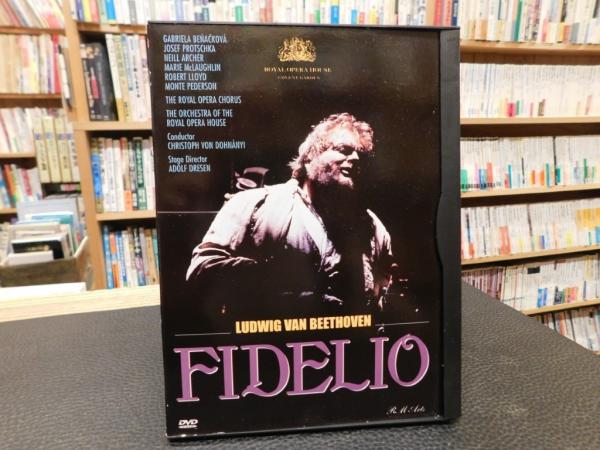 GABRIELA BEŇAČKOVÁ
JOSEF PROTSCHKA
NEILL ARCHER
MARIE McLAUGHLIN
ROBERT LLOYD
MONTE PEDERSON
THE ROYAL OPERA CHORUS
THE ORCHESTRA OF THE
ROYAL OPERA HOUSE
Conductor
CHRISTOPH VON DOHNÁNYI
Stage Director
ADOLF DRESEN
ROYAL OPERA HOUSE
COVENT GARDEN
LUDWIG VAN BEETHOVEN
FIDELIO
DVD
RM Arts